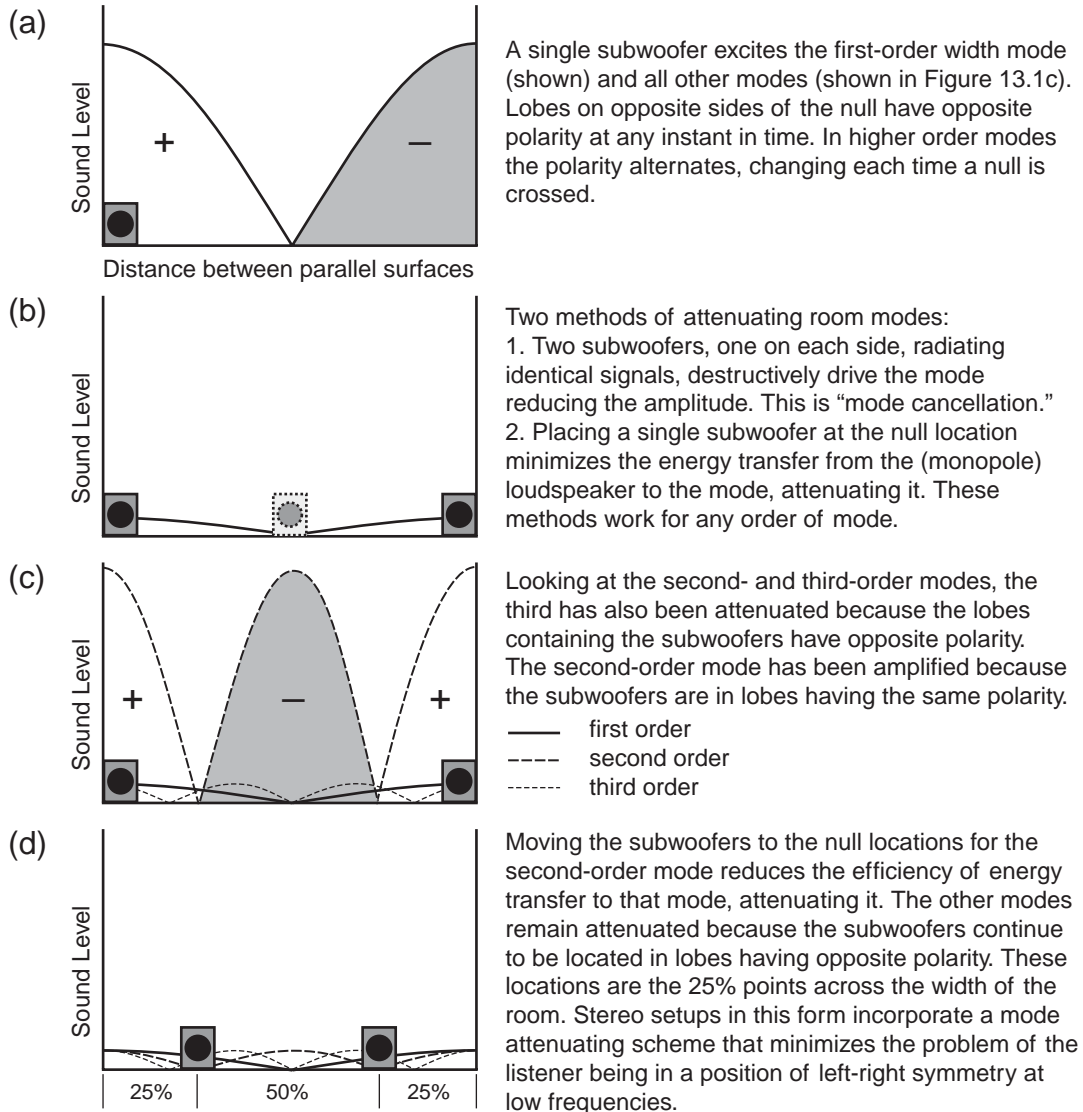 (a)
Sound Level
+
–
Distance between parallel surfaces
A single subwoofer excites the first-order width mode
(shown) and all other modes (shown in Figure 13.1c).
Lobes on opposite sides of the null have opposite
polarity at any instant in time. In higher order modes
the polarity alternates, changing each time a null is
crossed.
(b)
Sound Level
Two methods of attenuating room modes:
1. Two subwoofers, one on each side, radiating
identical signals, destructively drive the mode
reducing the amplitude. This is “mode cancellation.”
2. Placing a single subwoofer at the null location
minimizes the energy transfer from the (monopole)
loudspeaker to the mode, attenuating it. These
methods work for any order of mode.
(c)
Sound Level
+
–
+
Looking at the second- and third-order modes, the
third has also been attenuated because the lobes
containing the subwoofers have opposite polarity.
The second-order mode has been amplified because
the subwoofers are in lobes having the same polarity.
first order
second order
third order
(d)
Sound Level
25%
50%
25%
Moving the subwoofers to the null locations for the
second-order mode reduces the efficiency of energy
transfer to that mode, attenuating it. The other modes
remain attenuated because the subwoofers continue
to be located in lobes having opposite polarity. These
locations are the 25% points across the width of the
room. Stereo setups in this form incorporate a mode
attenuating scheme that minimizes the problem of the
listener being in a position of left-right symmetry at
low frequencies.